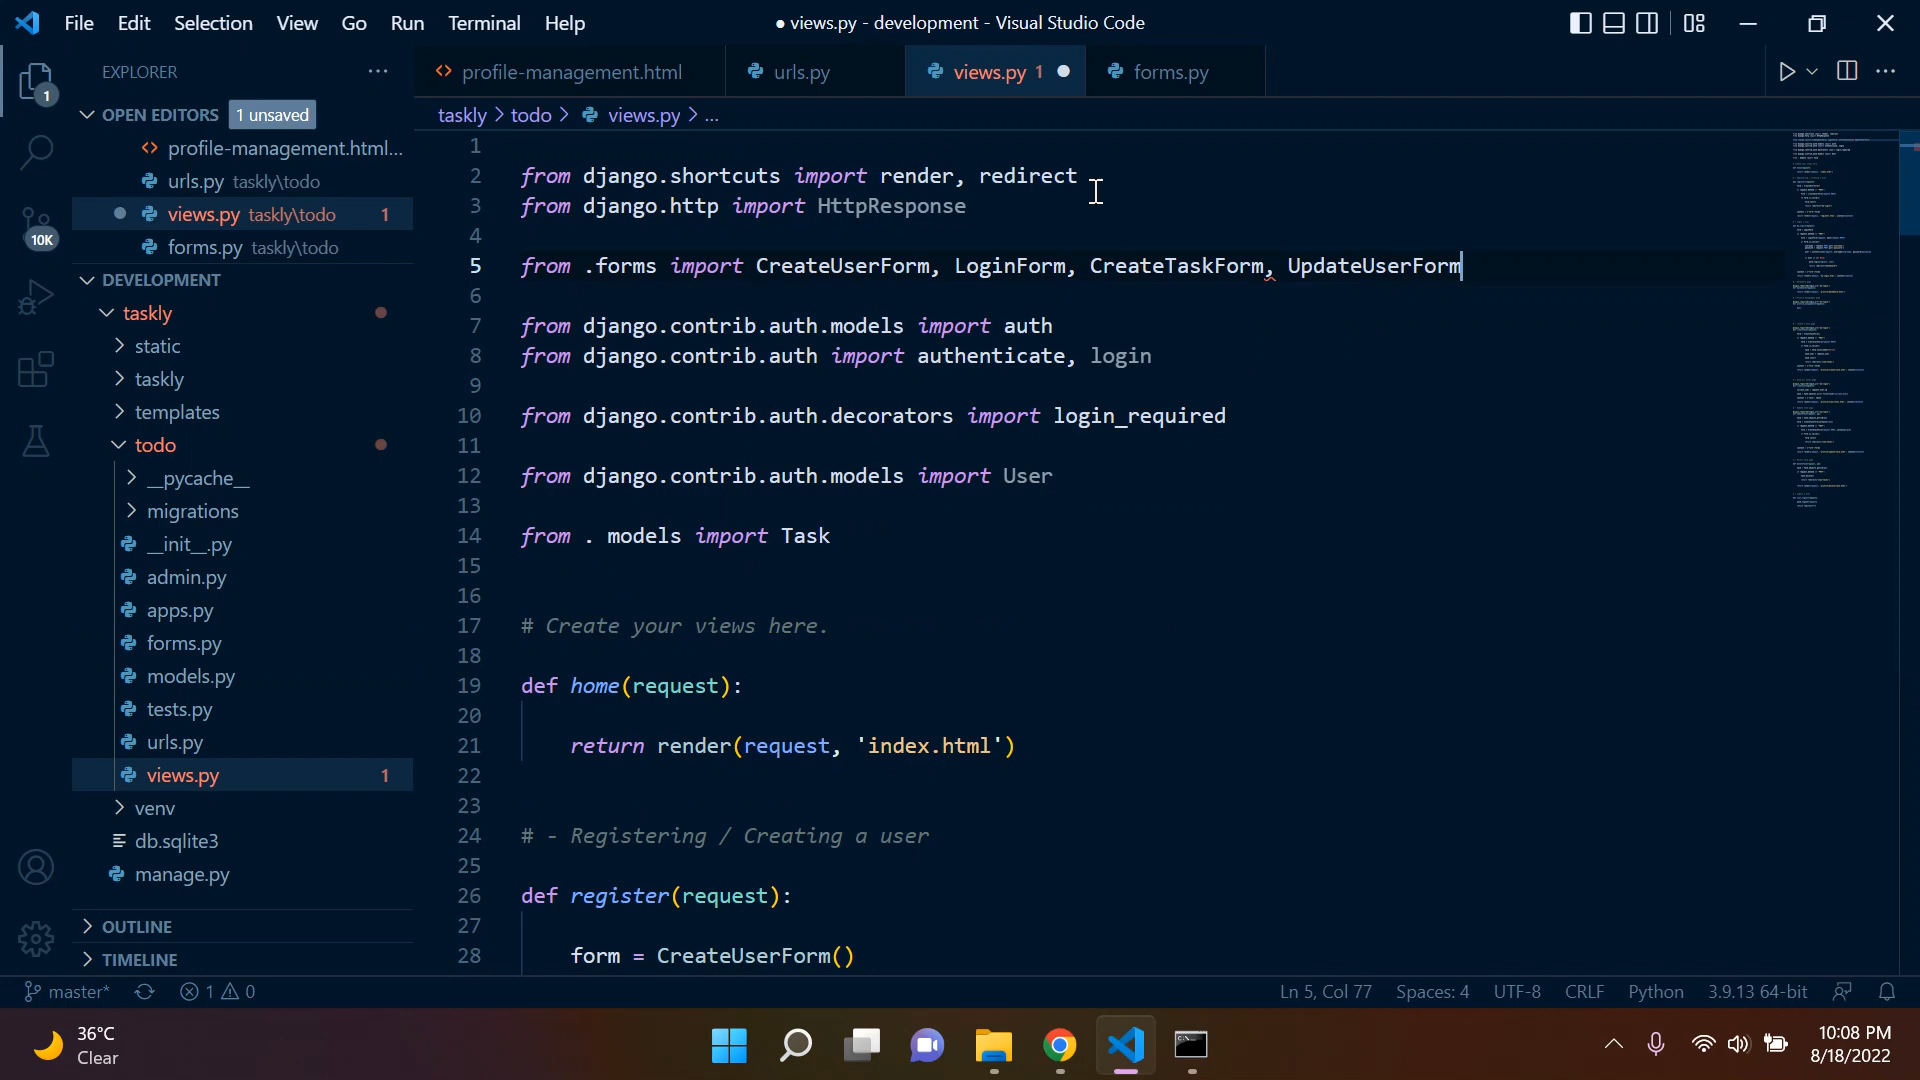 File Edit Selection View Go Run Terminal Help
● views.py - development - Visual Studio Code
EXPLORER
OPEN EDITORS 1 unsaved
profile-management.html...
urls.py taskly\todo
views.py taskly\todo 1
forms.py taskly\todo
DEVELOPMENT
taskly
static
taskly
templates
todo
__pycache__
migrations
__init__.py
admin.py
apps.py
forms.py
models.py
tests.py
urls.py
views.py 1
venv
db.sqlite3
manage.py
OUTLINE
TIMELINE
1
10K
profile-management.html urls.py views.py 1 forms.py
taskly > todo > views.py > ...
1
2 from django.shortcuts import render, redirect
3 from django.http import HttpResponse
4
5 from .forms import CreateUserForm, LoginForm, CreateTaskForm, UpdateUserForm
6
7 from django.contrib.auth.models import auth
8 from django.contrib.auth import authenticate, login
9
10 from django.contrib.auth.decorators import login_required
11
12 from django.contrib.auth.models import User
13
14 from . models import Task
15
16
17 # Create your views here.
18
19 def home(request):
20
21 return render(request, 'index.html')
22
23
24 # - Registering / Creating a user
25
26 def register(request):
27
28 form = CreateUserForm()
master* 1 0 Ln 5, Col 77 Spaces: 4 UTF-8 CRLF Python 3.9.13 64-bit
36°C
Clear
10:08 PM
8/18/2022